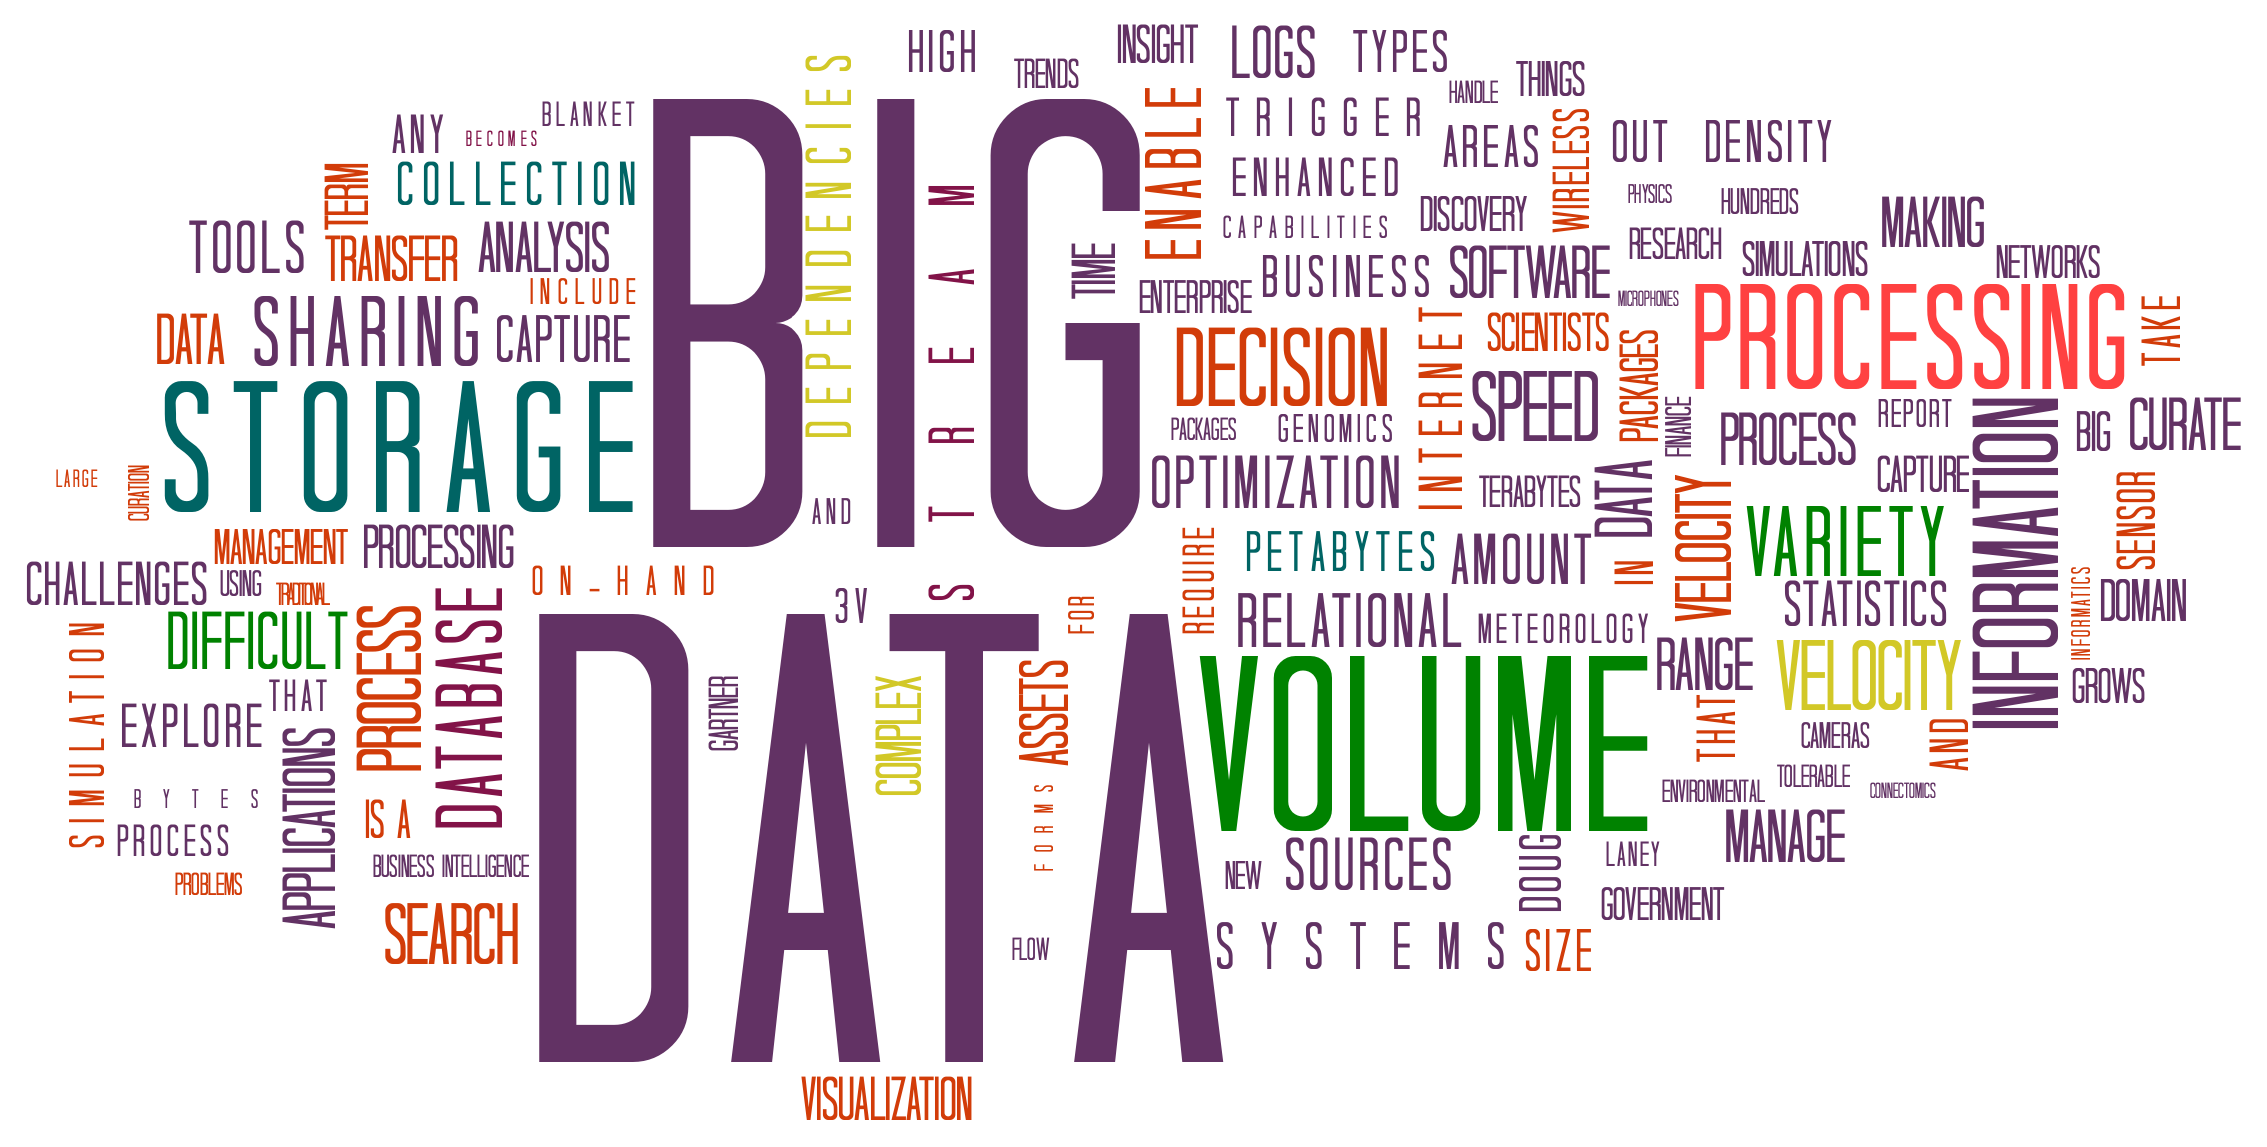 HIGH
TRENDS
INSIGHT
LOGS
TYPES
HANDLE
THINGS
DEPENDENCIES
ANY
BECOMES
BLANKET
COLLECTION
TERM
TOOLS
TRANSFER
ANALYSIS
INCLUDE
DATA
SHARING
CAPTURE
STORAGE
LARGE
CURATION
BIG
STREAM
TIME
AND
ENABLE
TRIGGER
ENHANCED
CAPABILITIES
AREAS
WIRELESS
OUT
DENSITY
PHYSICS
HUNDREDS
DISCOVERY
RESEARCH
SIMULATIONS
MAKING
NETWORKS
ENTERPRISE
BUSINESS
SOFTWARE
MICROPHONES
PROCESSING
TAKE
DECISION
INTERNET
SCIENTISTS
PACKAGES
PACKAGES
GENOMICS
SPEED
FINANCE
PROCESS
REPORT
INFORMATION
BIG
CURATE
OPTIMIZATION
TERABYTES
DATA
IN
VELOCITY
CAPTURE
SENSOR
MANAGEMENT
PROCESSING
CHALLENGES
USING
TRADITIONAL
ON_HAND
3V
FOR
REQUIRE
PETABYTES
AMOUNT
VARIETY
STATISTICS
INFORMATICS
DOMAIN
DIFFICULT
PROCESS
DATABASE
RELATIONAL
METEOROLOGY
SIMULATION
EXPLORE
THAT
APPLICATIONS
BYTES
PROCESS
PROBLEMS
IS A
BUSINESS INTELLIGENCE
SEARCH
DATA
GARTNER
COMPLEX
ASSETS
FORMS
FLOW
VOLUME
RANGE
VELOCITY
GROWS
THAT
CAMERAS
AND
ENVIRONMENTAL
TOLERABLE
CONNECTOMICS
NEW
SOURCES
DOUG
LANEY
MANAGE
GOVERNMENT
SYSTEMS
SIZE
VISUALIZATION